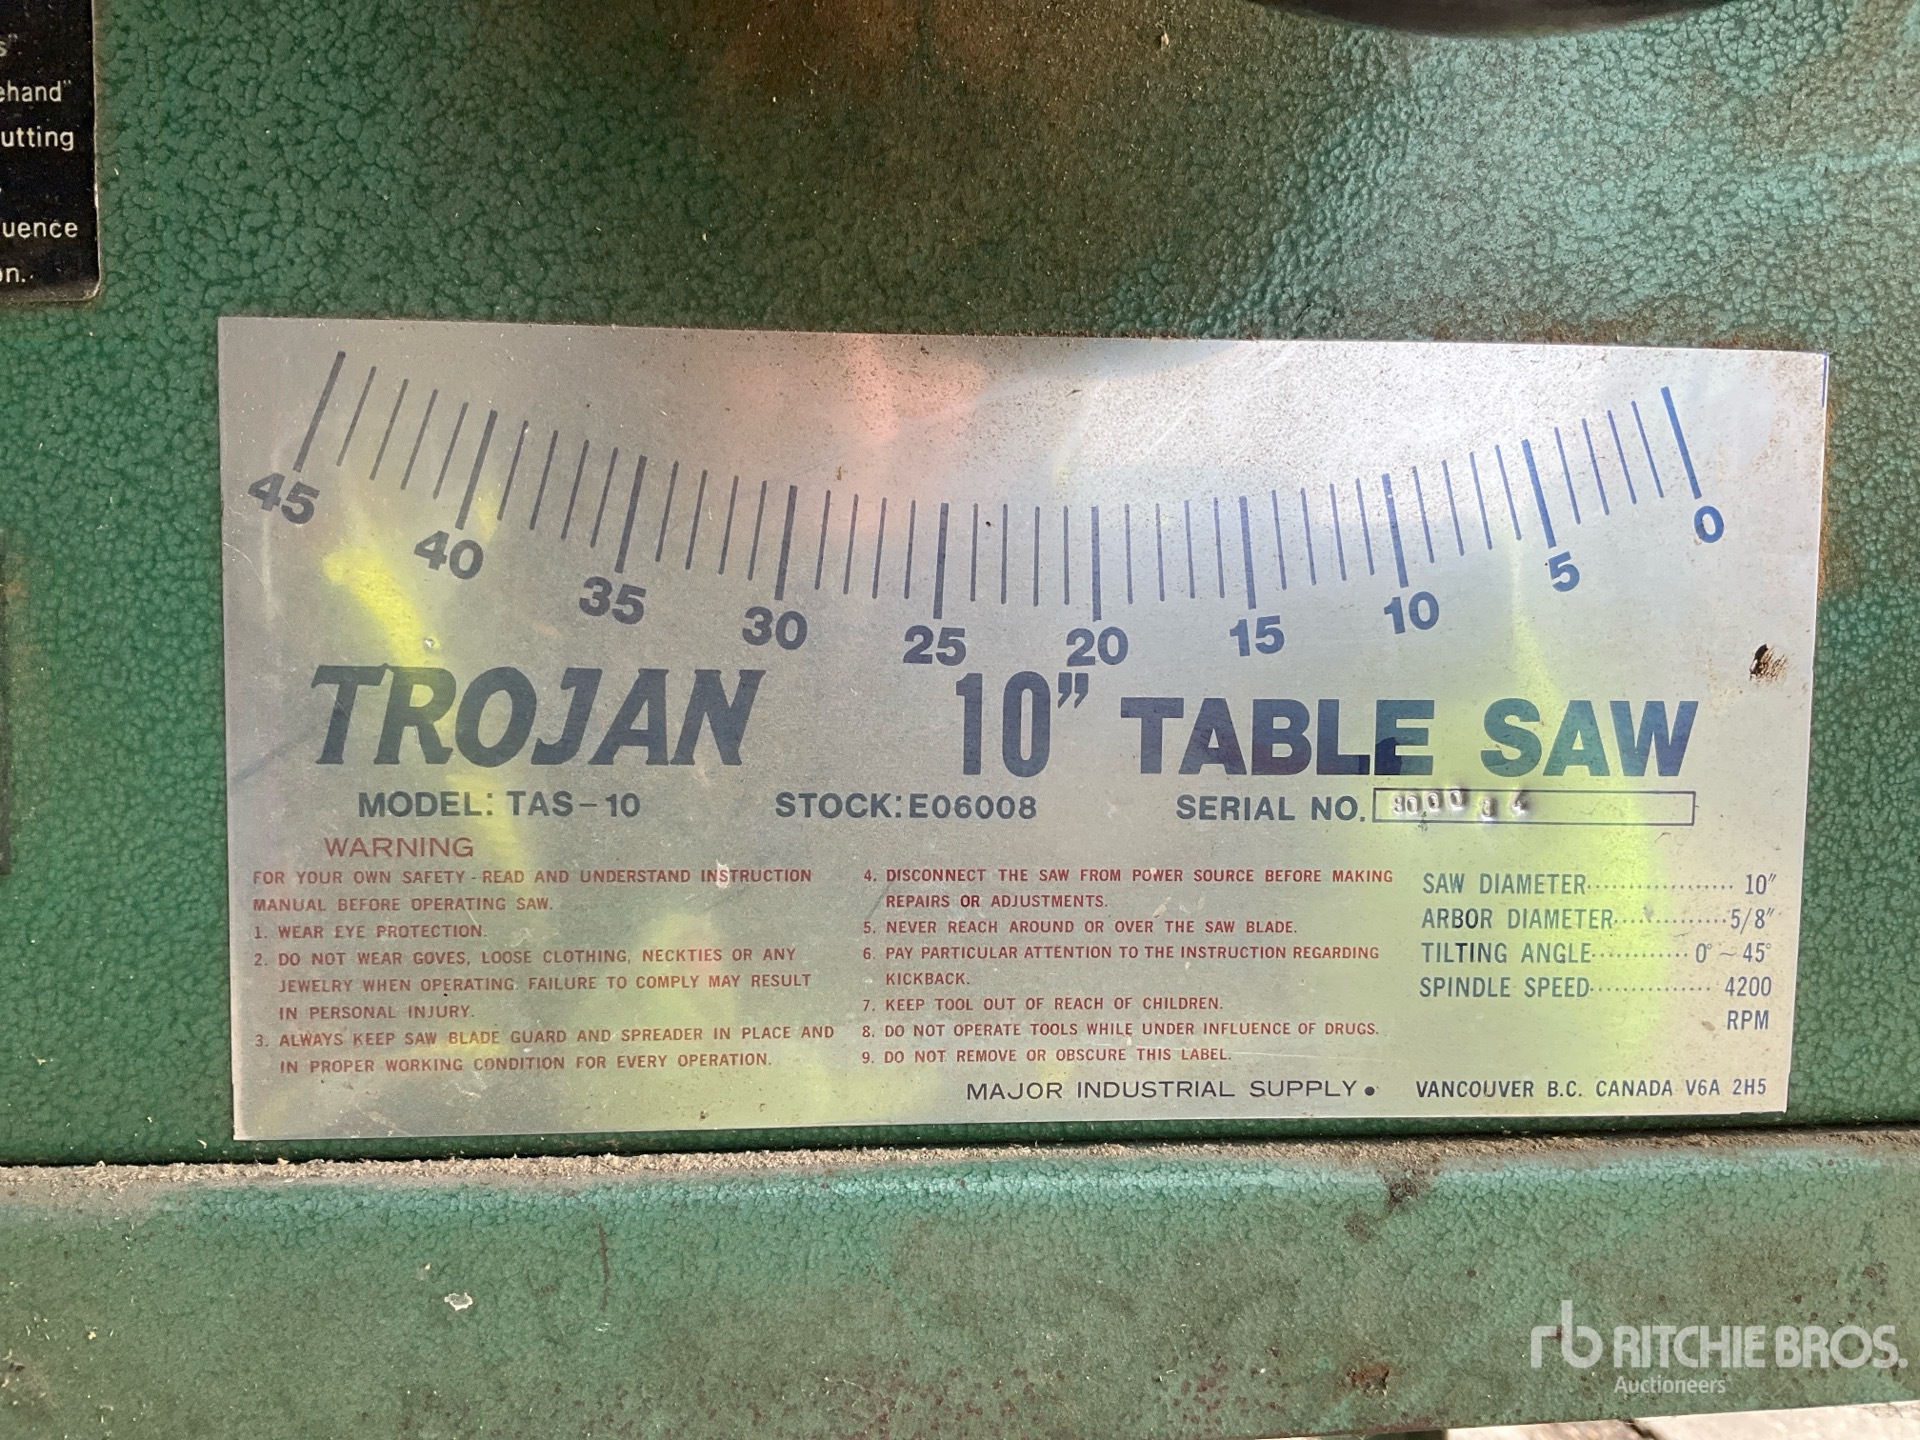 s"
ehand"
utting
uence
on.
45 40 35 30 25 20 15 10 5 0
TROJAN 10" TABLE SAW
MODEL: TAS-10 STOCK: E06008 SERIAL NO.
WARNING
FOR YOUR OWN SAFETY - READ AND UNDERSTAND INSTRUCTION
MANUAL BEFORE OPERATING SAW.
1. WEAR EYE PROTECTION.
2. DO NOT WEAR GOVES, LOOSE CLOTHING, NECKTIES OR ANY
JEWELRY WHEN OPERATING. FAILURE TO COMPLY MAY RESULT
IN PERSONAL INJURY.
3. ALWAYS KEEP SAW BLADE GUARD AND SPREADER IN PLACE AND
IN PROPER WORKING CONDITION FOR EVERY OPERATION.
4. DISCONNECT THE SAW FROM POWER SOURCE BEFORE MAKING
REPAIRS OR ADJUSTMENTS.
5. NEVER REACH AROUND OR OVER THE SAW BLADE.
6. PAY PARTICULAR ATTENTION TO THE INSTRUCTION REGARDING
KICKBACK.
7. KEEP TOOL OUT OF REACH OF CHILDREN.
8. DO NOT OPERATE TOOLS WHILE UNDER INFLUENCE OF DRUGS.
9. DO NOT REMOVE OR OBSCURE THIS LABEL.
SAW DIAMETER 10"
ARBOR DIAMETER 5/8"
TILTING ANGLE 0° ~ 45°
SPINDLE SPEED 4200
RPM
MAJOR INDUSTRIAL SUPPLY • VANCOUVER B.C. CANADA V6A 2H5
rb RITCHIE BROS.
Auctioneers